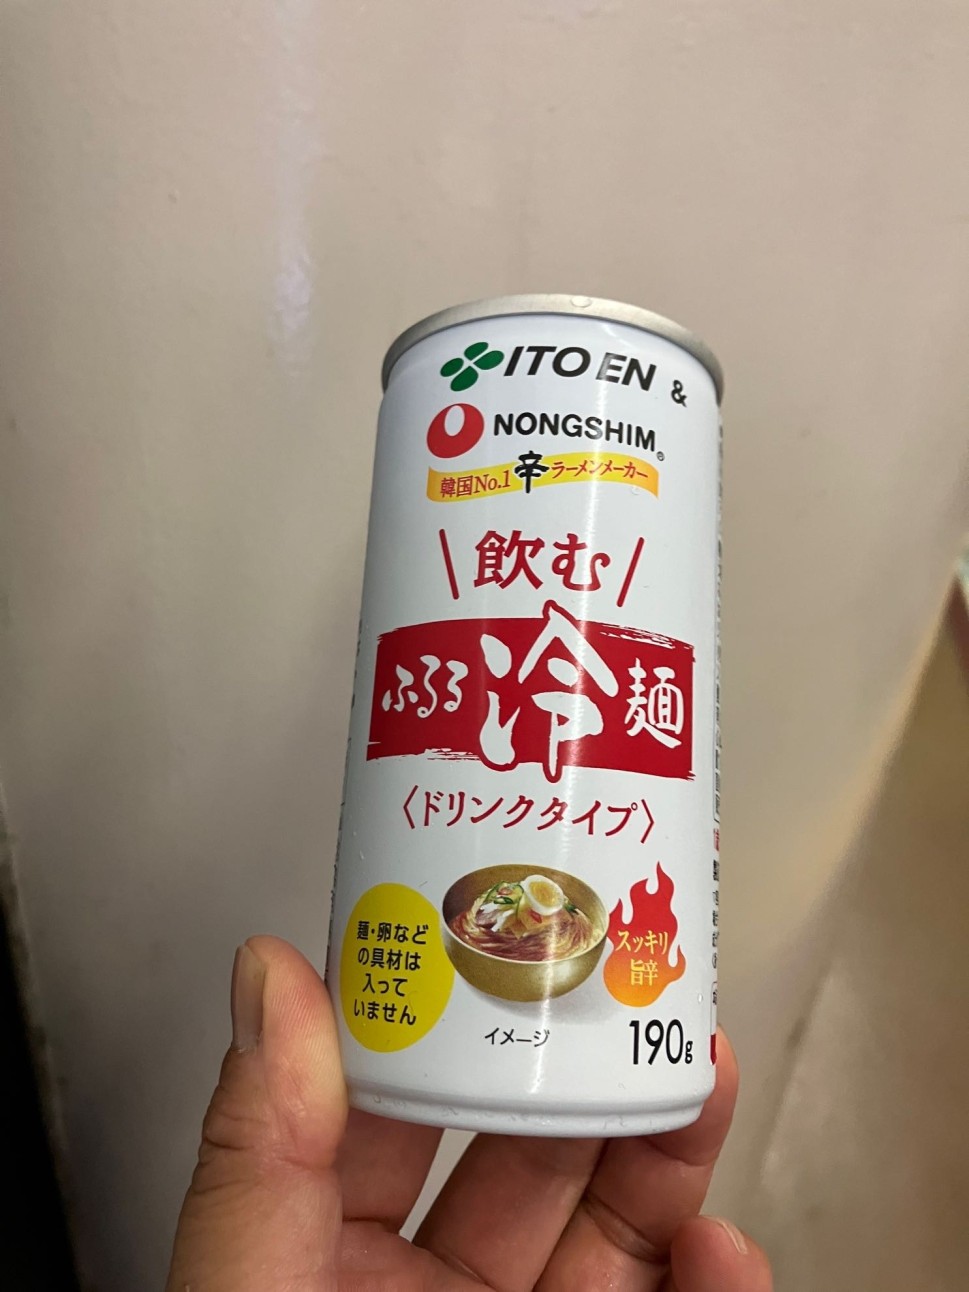 ITO EN &
NONGSHIM®
韓国No.1 辛 ラーメンメーカー
\ 飲む /
ふるる 冷麺
〈ドリンクタイプ〉
麺・卵など
の具材は
入って
いません
スッキリ
旨辛
イメージ
190g